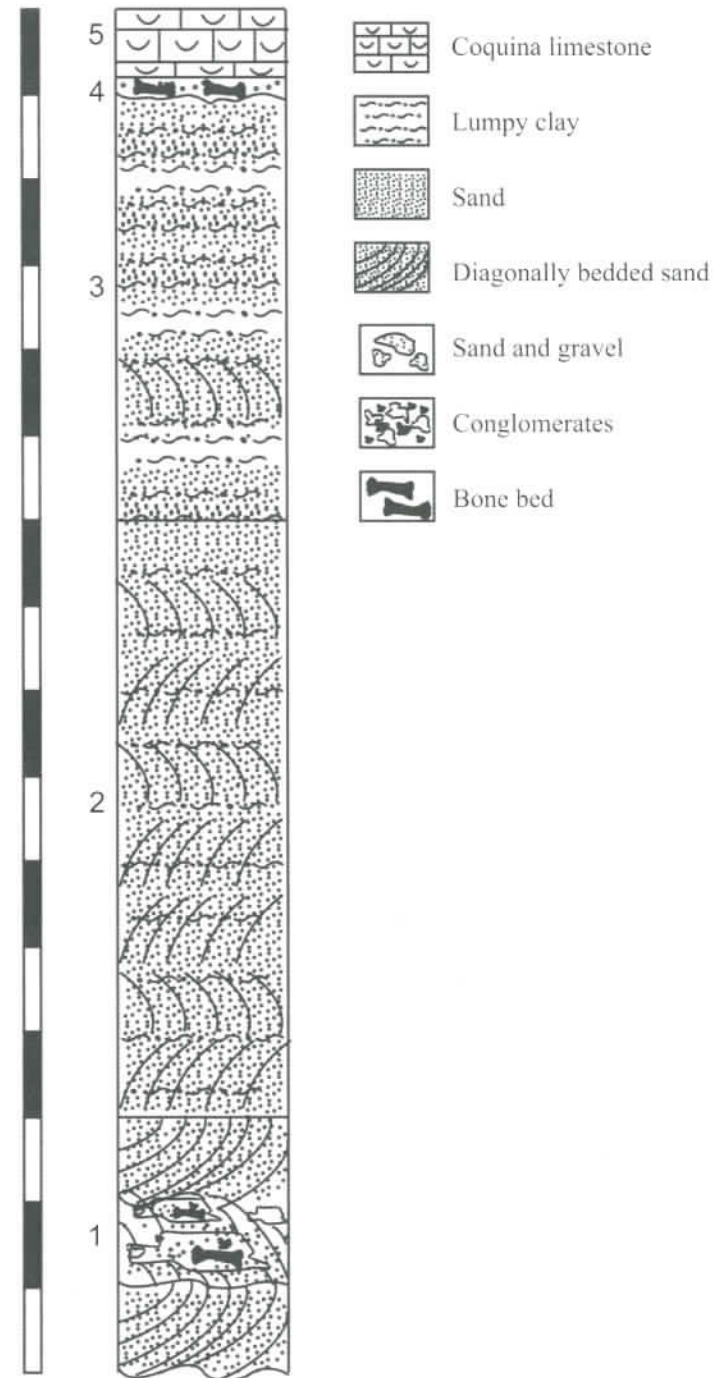 5
4
3
2
1
Coquina limestone
Lumpy clay
Sand
Diagonally bedded sand
Sand and gravel
Conglomerates
Bone bed